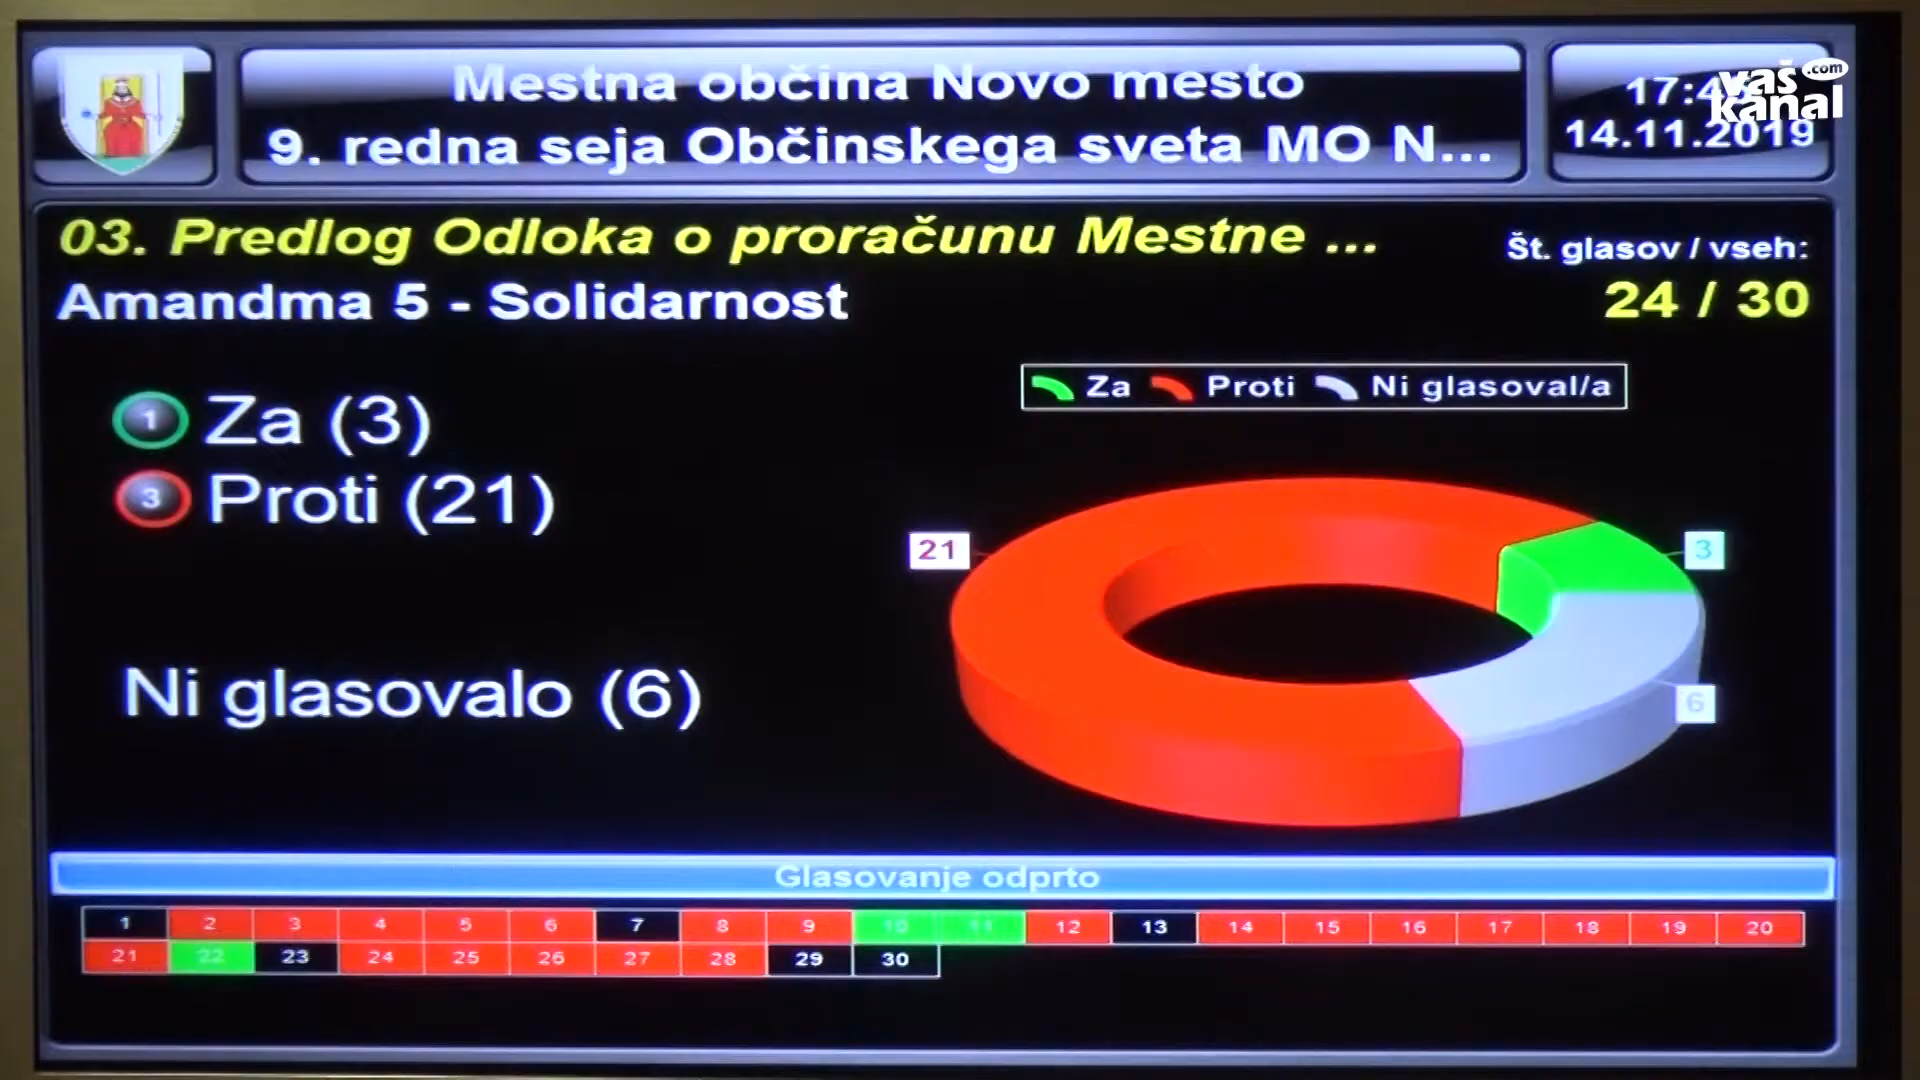 Mestna občina Novo mesto
9. redna seja Občinskega sveta MO N...
vaš
kanal
.com
14.11.2019
03. Predlog Odloka o proračunu Mestne ...
Št. glasov / vseh:
Amandma 5 - Solidarnost
24 / 30
Za Proti Ni glasoval/a
1 Za (3)
3 Proti (21)
21
3
Ni glasovalo (6)
6
Glasovanje odprto
1 2 3 4 5 6 7 8 9 10 11 12 13 14 15 16 17 18 19 20
21 22 23 24 25 26 27 28 29 30